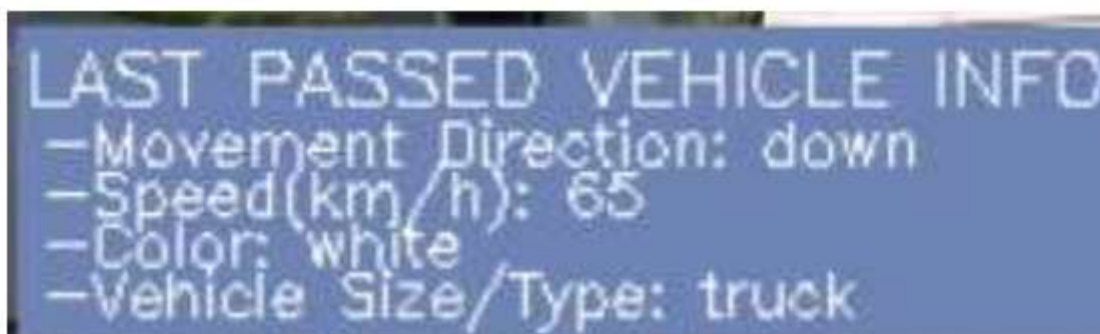 LAST PASSED VEHICLE INFO
-Movement Direction: down
-Speed(km/h): 65
-Color: white
-Vehicle Size/Type: truck